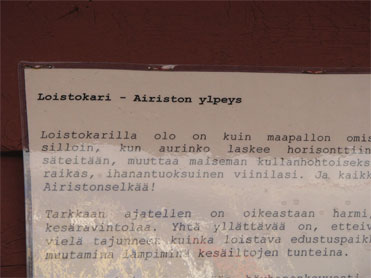 Loistokari - Airiston ylpeys
Loistokarilla olo on kuin maapallon omis
silloin, kun aurinko laskee horisonttiin
säteitään, muuttaa maiseman kullanhohtoiseks
raikas, ihanantuoksuinen viinilasi. Ja kaikk
Airistonselkää!
Tarkkaan ajatellen on oikeastaan harmi,
kesäravintolaa. Yhtä yllättävää on, etteiv
vielä tajunneet kuinka loistava edustuspaik
muutamina lämpiminä kesäiltojen tunteina.